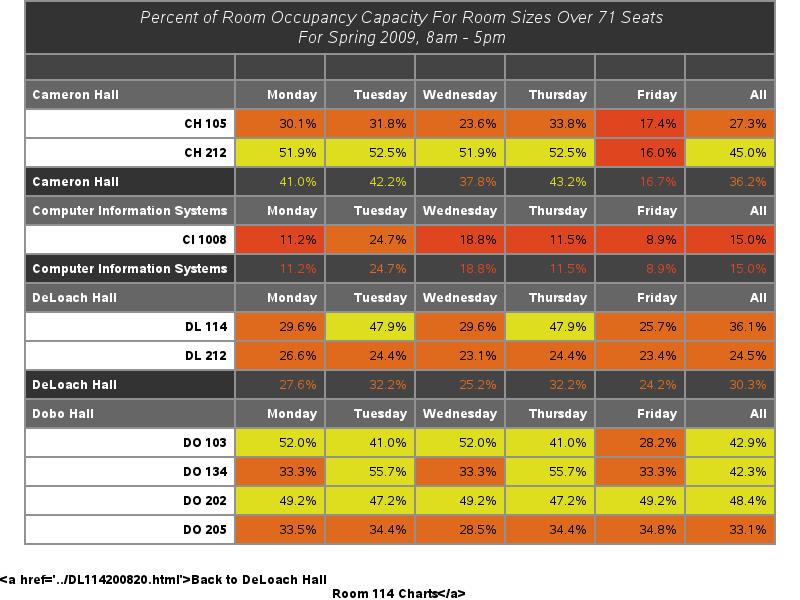 Percent of Room Occupancy Capacity For Room Sizes Over 71 Seats
For Spring 2009, 8am - 5pm
Cameron Hall Monday Tuesday Wednesday Thursday Friday All
CH 105 30.1% 31.8% 23.6% 33.8% 17.4% 27.3%
CH 212 51.9% 52.5% 51.9% 52.5% 16.0% 45.0%
Cameron Hall 41.0% 42.2% 37.8% 43.2% 16.7% 36.2%
Computer Information Systems Monday Tuesday Wednesday Thursday Friday All
CI 1008 11.2% 24.7% 18.8% 11.5% 8.9% 15.0%
Computer Information Systems 11.2% 24.7% 18.8% 11.5% 8.9% 15.0%
DeLoach Hall Monday Tuesday Wednesday Thursday Friday All
DL 114 29.6% 47.9% 29.6% 47.9% 25.7% 36.1%
DL 212 26.6% 24.4% 23.1% 24.4% 23.4% 24.5%
DeLoach Hall 27.6% 32.2% 25.2% 32.2% 24.2% 30.3%
Dobo Hall Monday Tuesday Wednesday Thursday Friday All
DO 103 52.0% 41.0% 52.0% 41.0% 28.2% 42.9%
DO 134 33.3% 55.7% 33.3% 55.7% 33.3% 42.3%
DO 202 49.2% 47.2% 49.2% 47.2% 49.2% 48.4%
DO 205 33.5% 34.4% 28.5% 34.4% 34.8% 33.1%
<a href='../DL114200820.html'>Back to DeLoach Hall
Room 114 Charts</a>